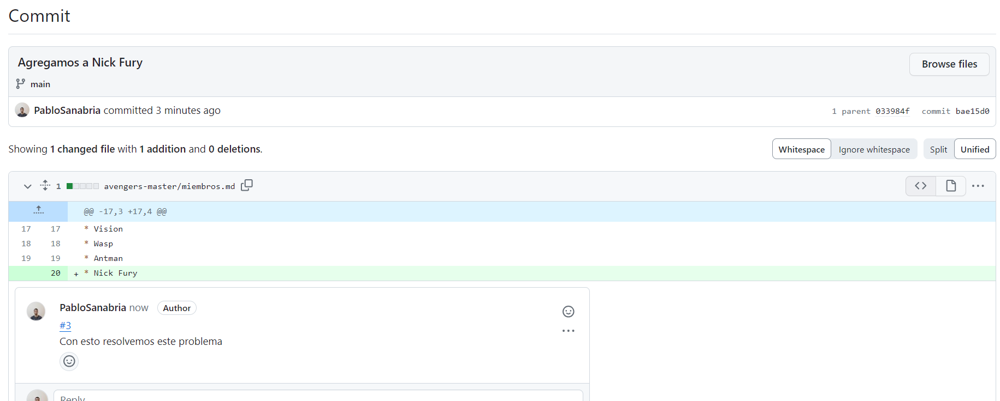 Commit
Agregamos a Nick Fury
Browse files
main
PabloSanabria committed 3 minutes ago
1 parent 033984f commit bae15d0
Showing 1 changed file with 1 addition and 0 deletions.
Whitespace Ignore whitespace Split Unified
1 avengers-master/miembros.md
@@ -17,3 +17,4 @@
17 17 * Vision
18 18 * Wasp
19 19 * Antman
20 + * Nick Fury
PabloSanabria now Author
#3
Con esto resolvemos este problema
Reply